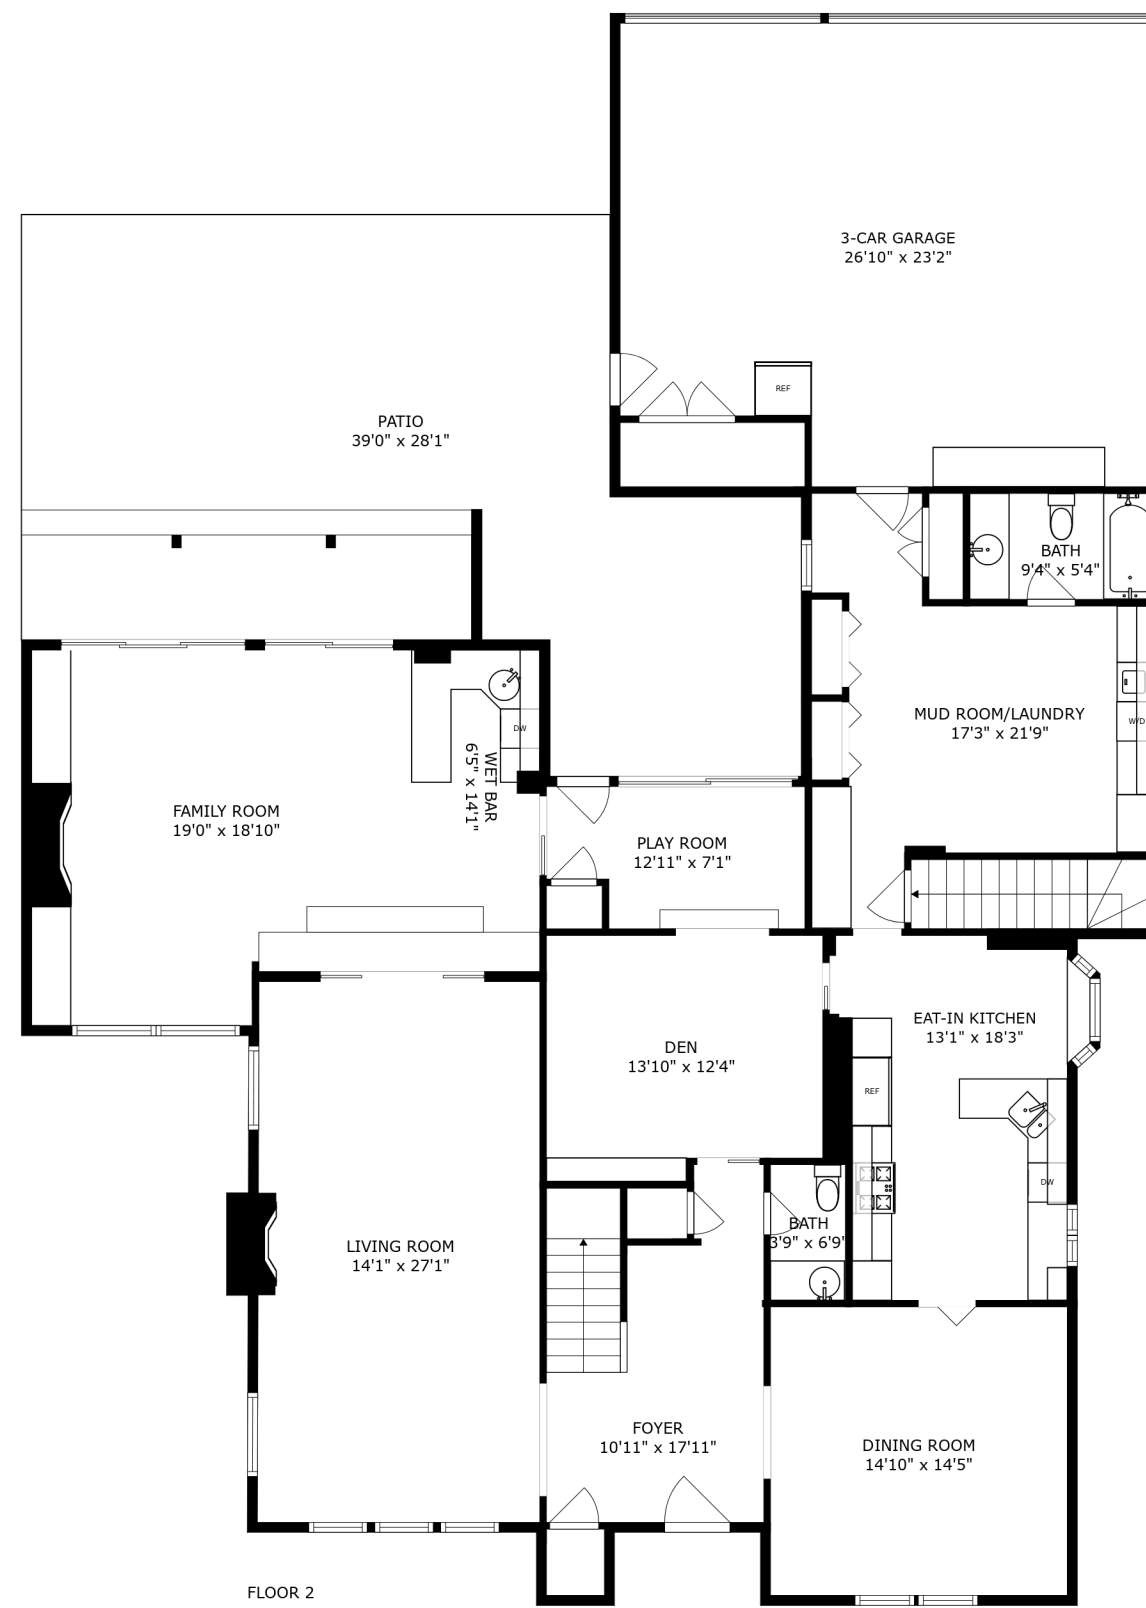 3-CAR GARAGE
26'10" x 23'2"
REF
PATIO
39'0" x 28'1"
BATH
9'4" x 5'4"
MUD ROOM/LAUNDRY
17'3" x 21'9"
W/D
DW
WET BAR
6'5" x 14'1"
FAMILY ROOM
19'0" x 18'10"
PLAY ROOM
12'11" x 7'1"
EAT-IN KITCHEN
13'1" x 18'3"
DEN
13'10" x 12'4"
REF
DW
BATH
3'9" x 6'9"
LIVING ROOM
14'1" x 27'1"
FOYER
10'11" x 17'11"
DINING ROOM
14'10" x 14'5"
FLOOR 2